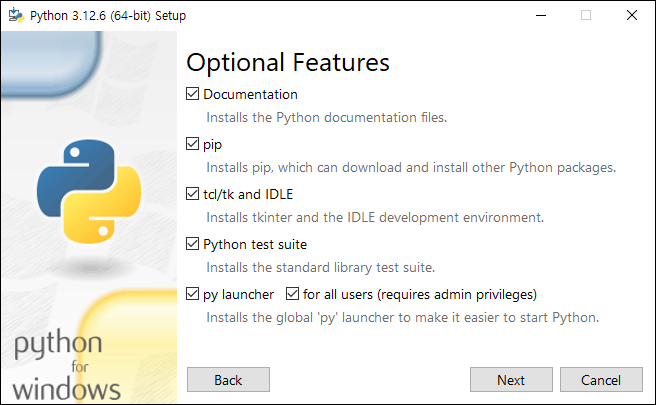 Python 3.12.6 (64-bit) Setup
Optional Features
Documentation
Installs the Python documentation files.
pip
Installs pip, which can download and install other Python packages.
tcl/tk and IDLE
Installs tkinter and the IDLE development environment.
Python test suite
Installs the standard library test suite.
py launcher for all users (requires admin privileges)
Installs the global 'py' launcher to make it easier to start Python.
python
for
windows
Back Next Cancel